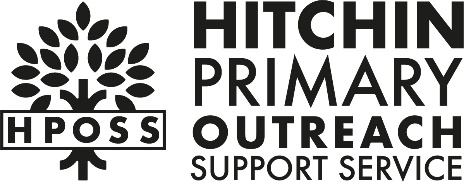 HPOSS
HITCHIN
PRIMARY
OUTREACH
SUPPORT SERVICE